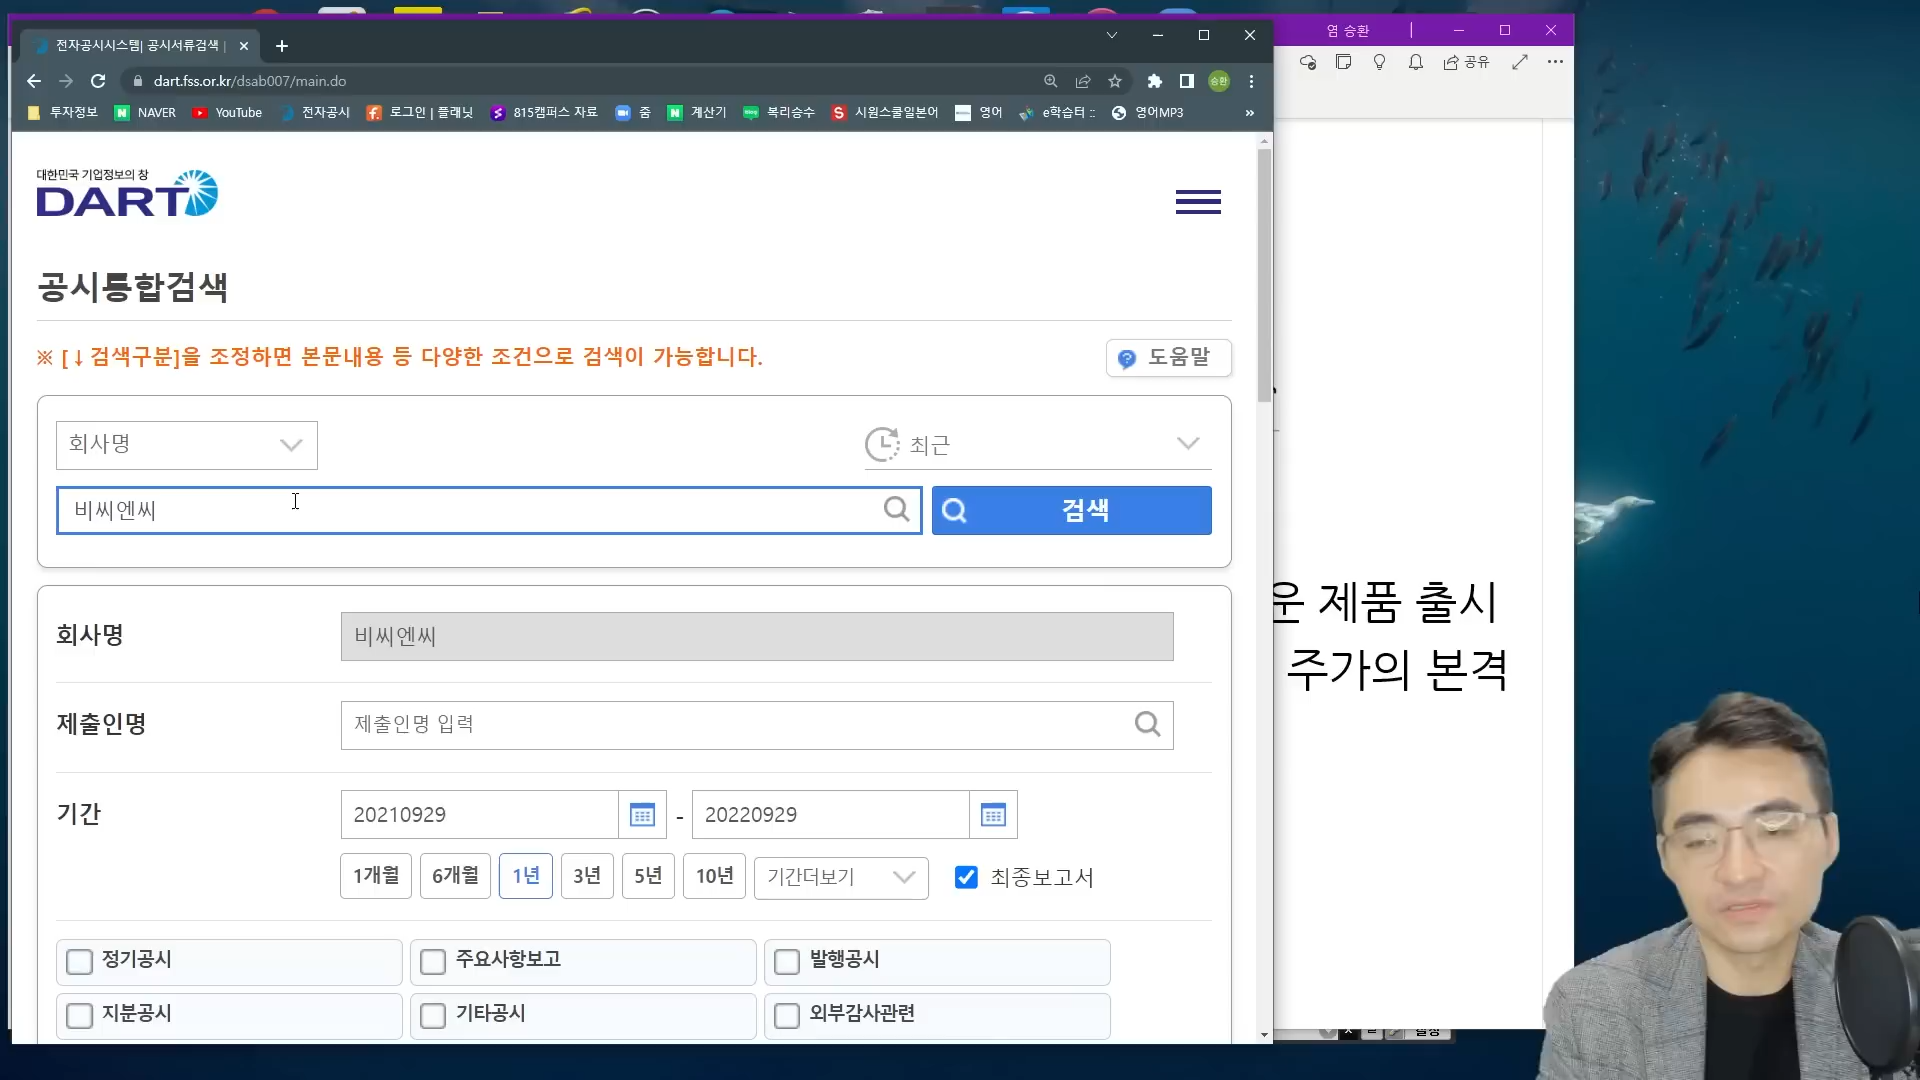 염 승환
전자공시시스템| 공시서류검색 |
dart.fss.or.kr/dsab007/main.do
승환
공유
투자정보 NAVER YouTube 전자공시 로그인 | 플래닛 815캠퍼스 자료 줌 계산기 복리승수 시원스쿨일본어 영어 e학습터 :: 영어MP3 »
대한민국 기업정보의 창
DART
공시통합검색
※ [↓검색구분]을 조정하면 본문내용 등 다양한 조건으로 검색이 가능합니다.
도움말
회사명
최근
비씨엔씨
검색
회사명 비씨엔씨
운 제품 출시
주가의 본격
제출인명 제출인명 입력
기간 20210929 - 20220929
1개월 6개월 1년 3년 5년 10년 기간더보기 최종보고서
정기공시 주요사항보고 발행공시
지분공시 기타공시 외부감사관련